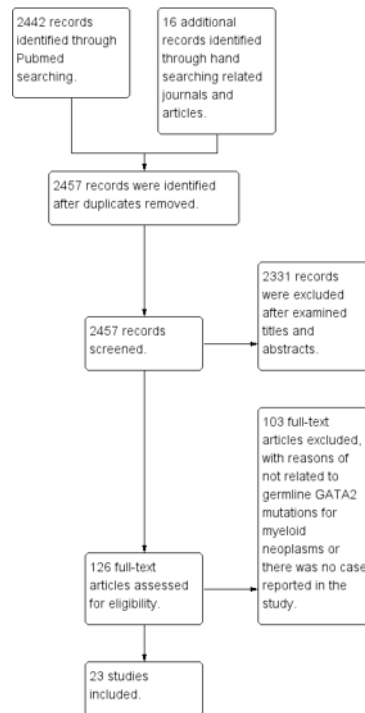 2442 records
identified through
Pubmed
searching.
16 additional
records identified
through hand
searching related
journals and
articles.
2457 records were identified
after duplicates removed.
2457 records
screened.
2331 records
were excluded
after examined
titles and
abstracts.
103 full-text
articles excluded,
with reasons of
not related to
germline GATA2
mutations for
myeloid
neoplasms or
there was no case
reported in the
study.
126 full-text
articles assessed
for eligibility.
23 studies
included.